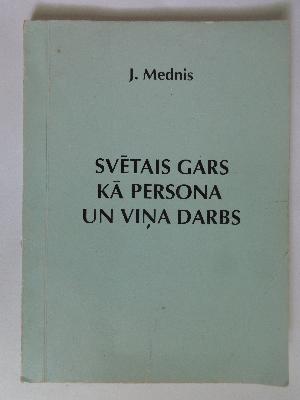 J. Mednis
SVĒTAIS GARS
KĀ PERSONA
UN VIŅA DARBS